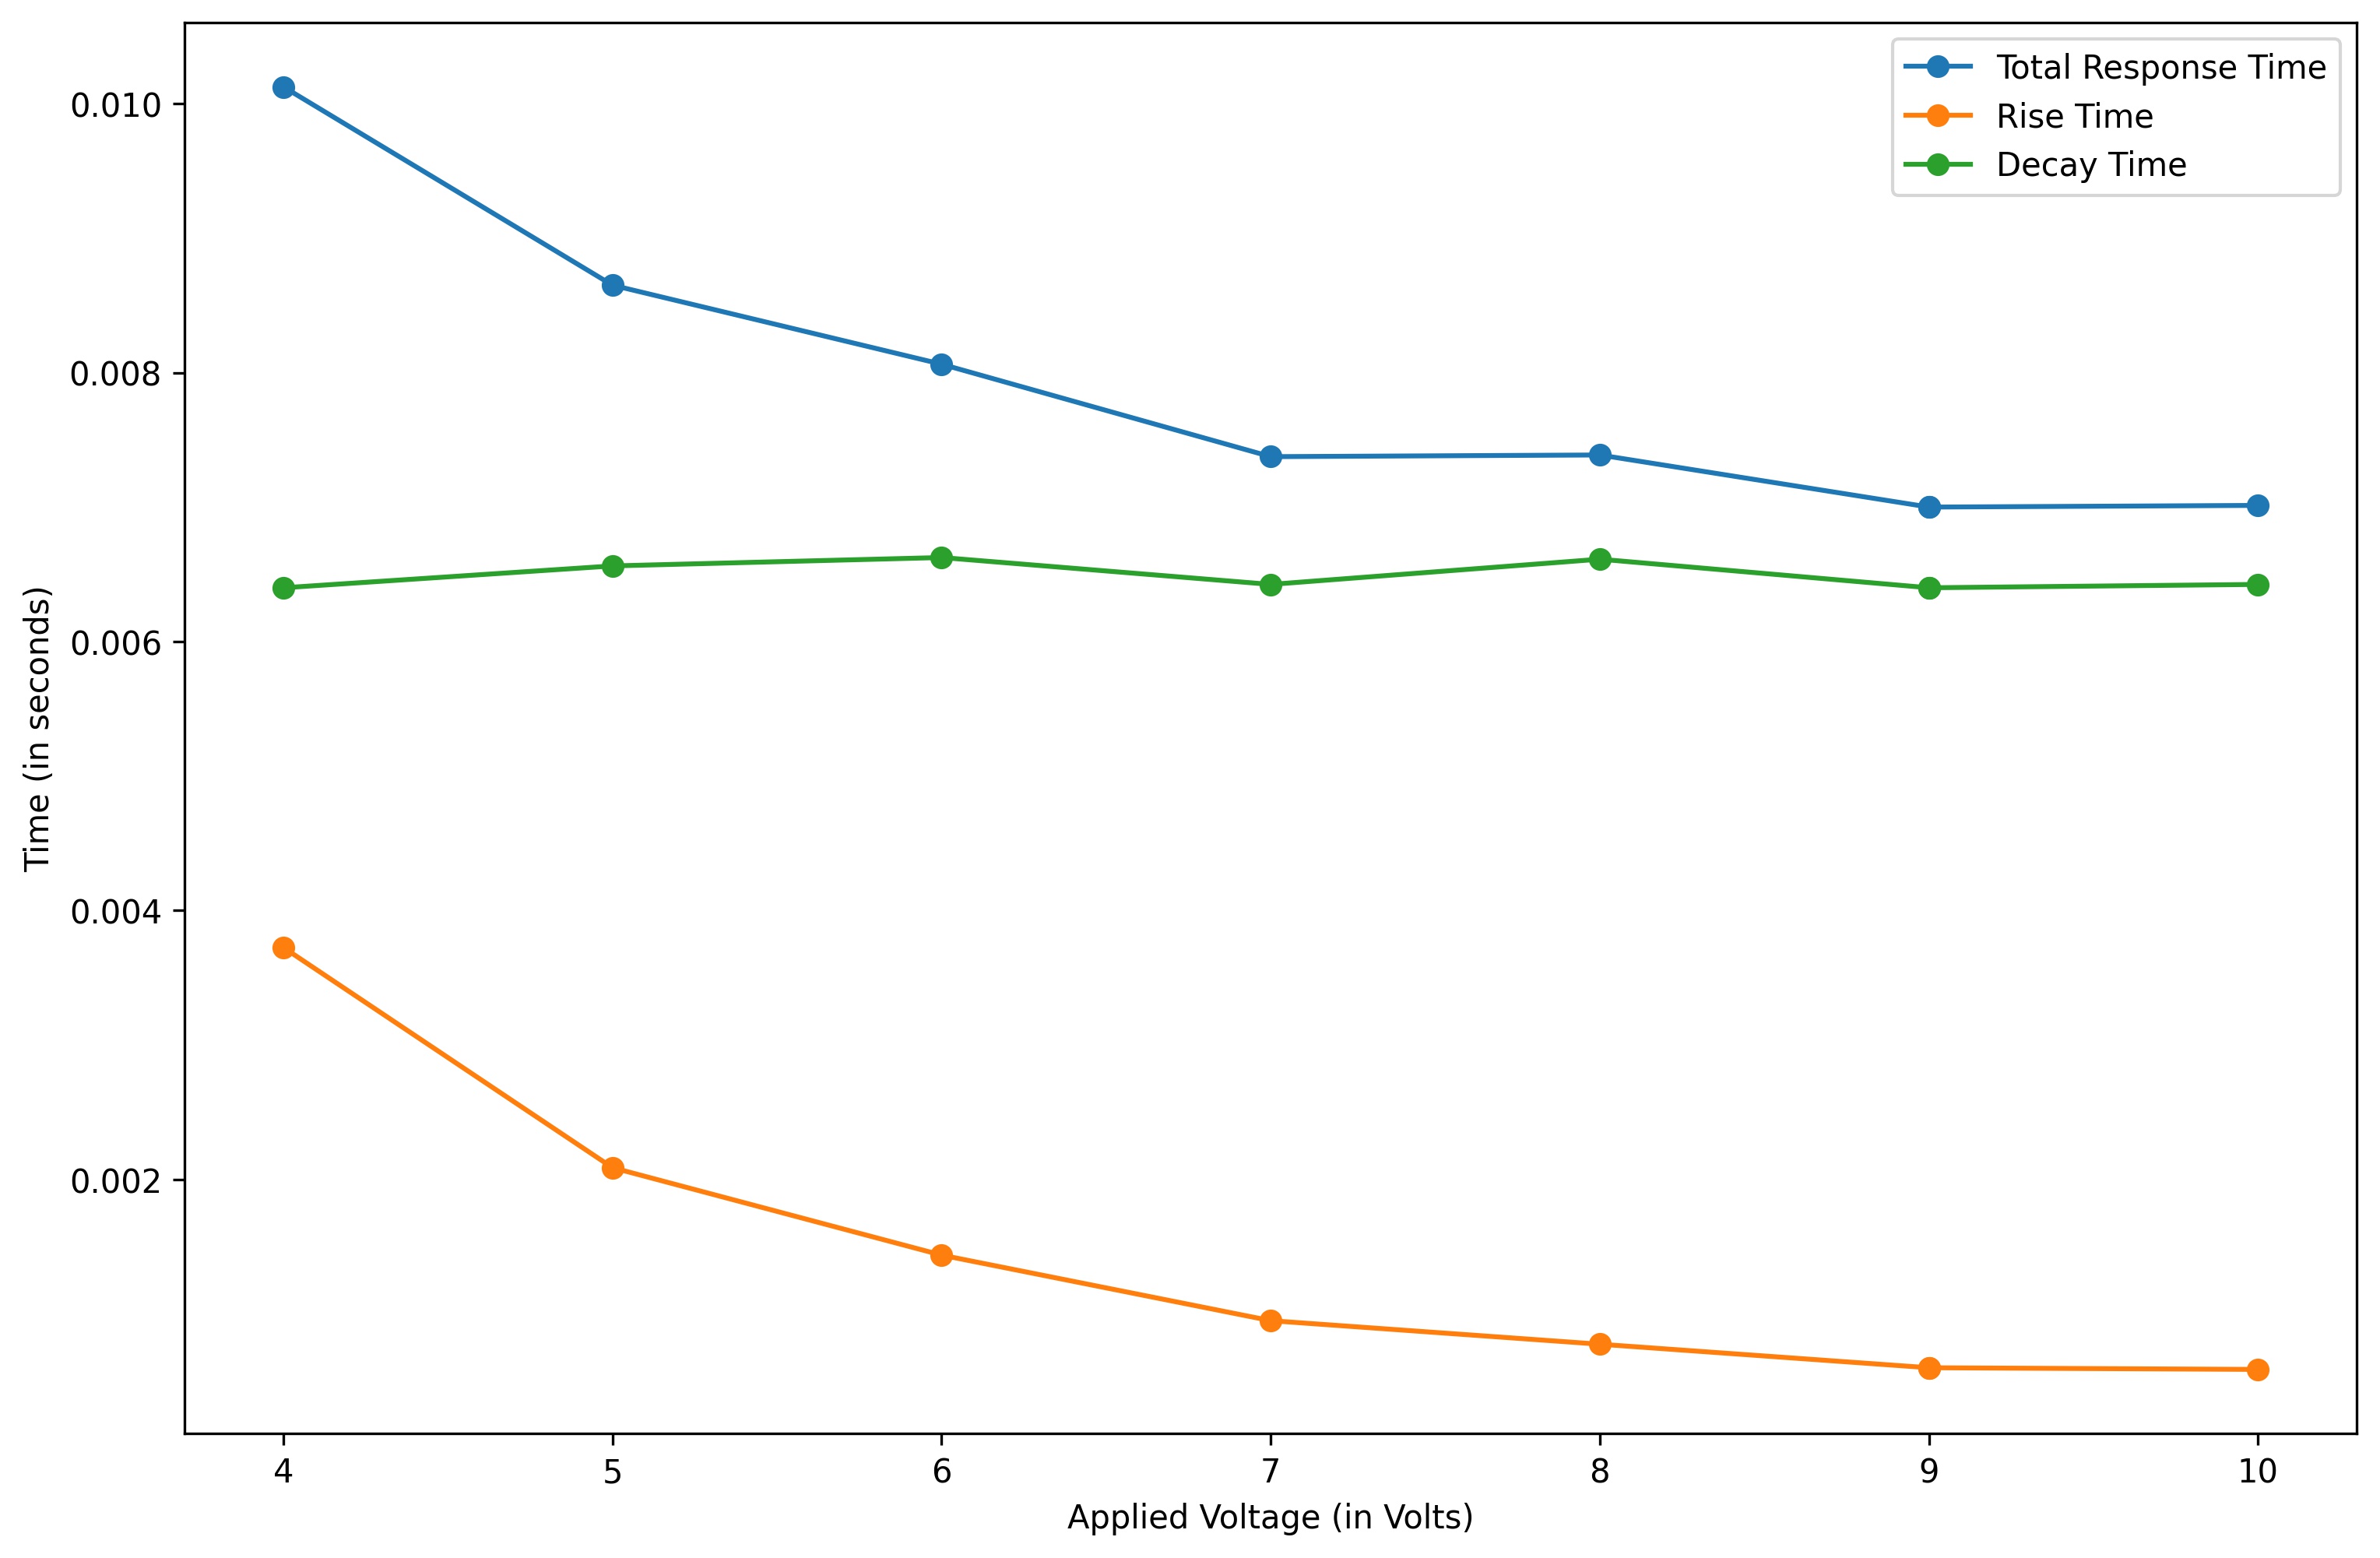 Total Response Time
Rise Time
Decay Time
0.010
0.008
0.006
0.004
0.002
Time (in seconds)
4 5 6 7 8 9 10
Applied Voltage (in Volts)